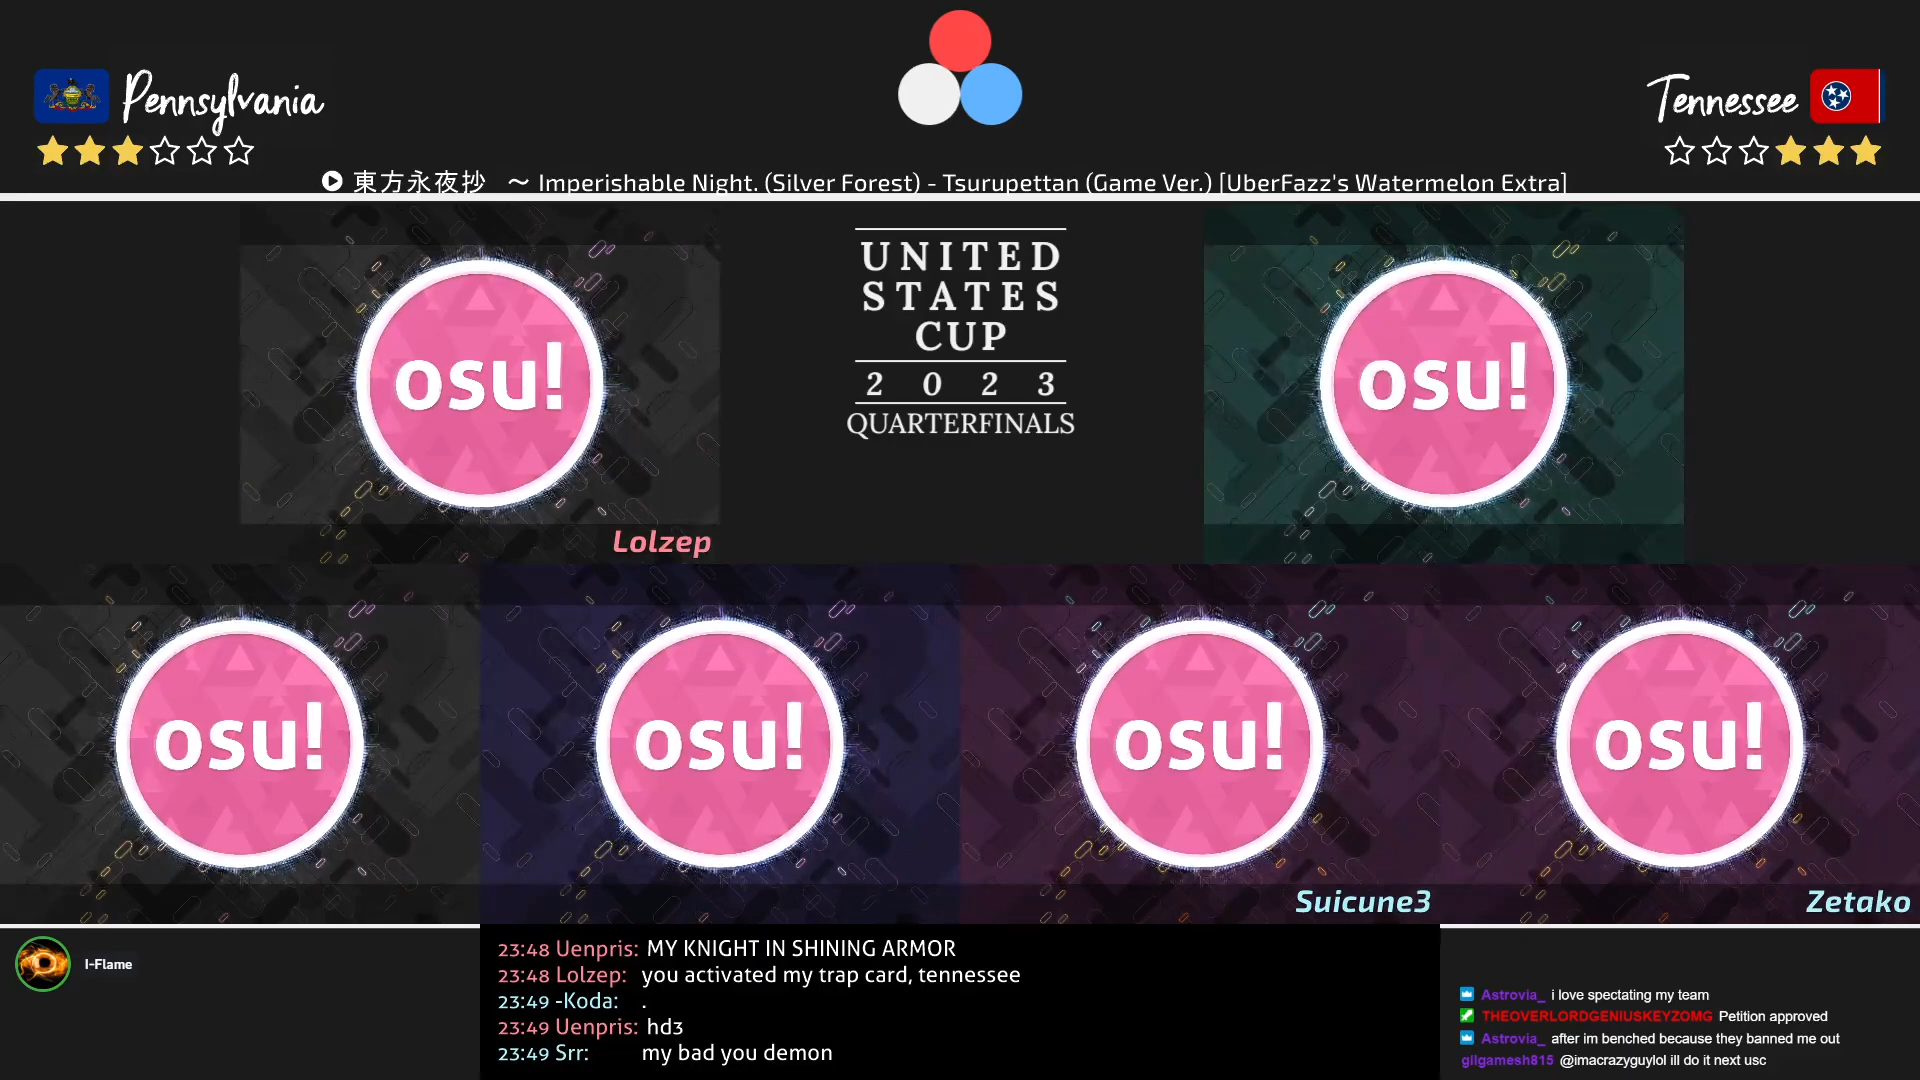 Pennsylvania
Tennessee
東方永夜抄 ～ Imperishable Night. (Silver Forest) - Tsurupettan (Game Ver.) [UberFazz's Watermelon Extra]
UNITED
STATES
CUP
2 0 2 3
QUARTERFINALS
osu!
osu!
Lolzep
osu!
osu!
osu!
osu!
Suicune3
Zetako
I-Flame
23:48 Uenpris: MY KNIGHT IN SHINING ARMOR
23:48 Lolzep: you activated my trap card, tennessee
23:49 -Koda: .
23:49 Uenpris: hd3
23:49 Srr: my bad you demon
Astrovia_ i love spectating my team
THEOVERLORDGENIUSKEYZOMG Petition approved
Astrovia_ after im benched because they banned me out
gilgamesh815 @imacrazyguylol ill do it next usc